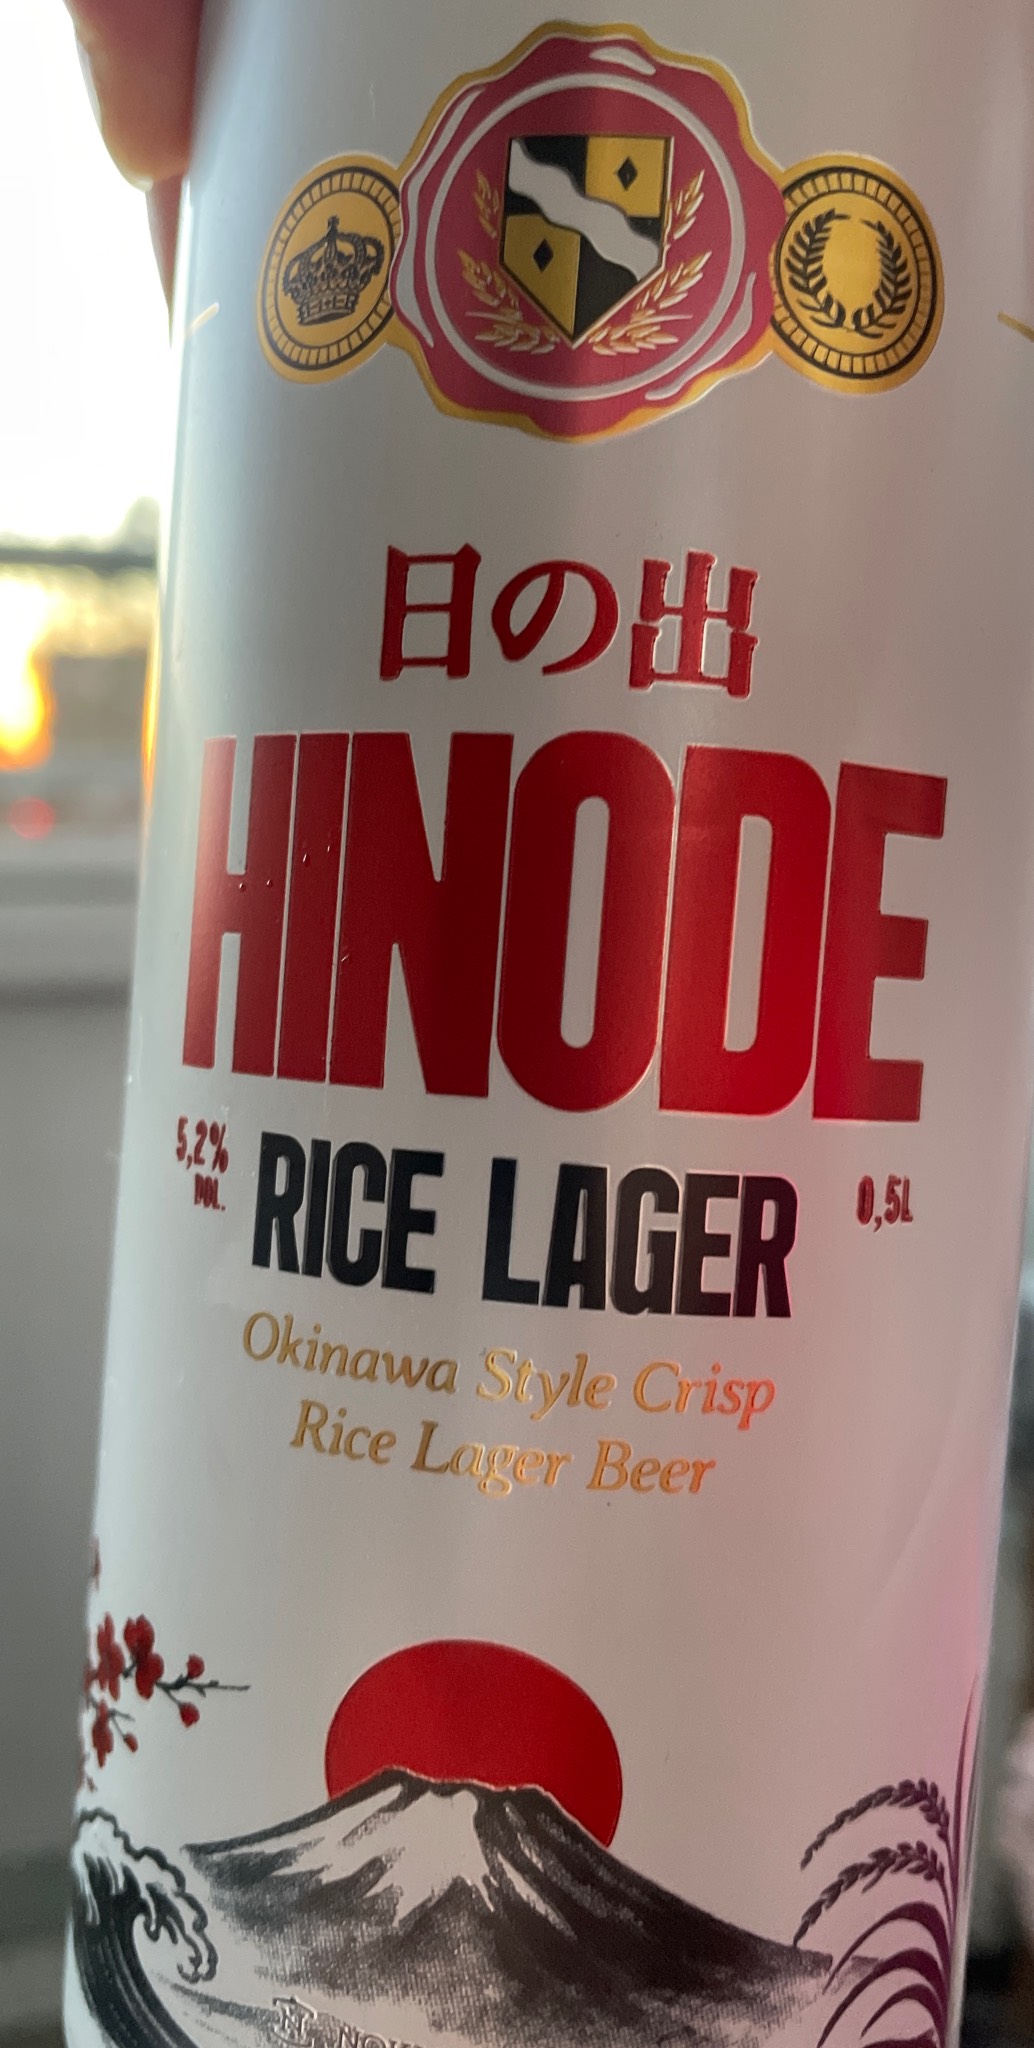 日の出
HINODE
5,2%
VOL.
RICE LAGER
0,5L
Okinawa Style Crisp
Rice Lager Beer